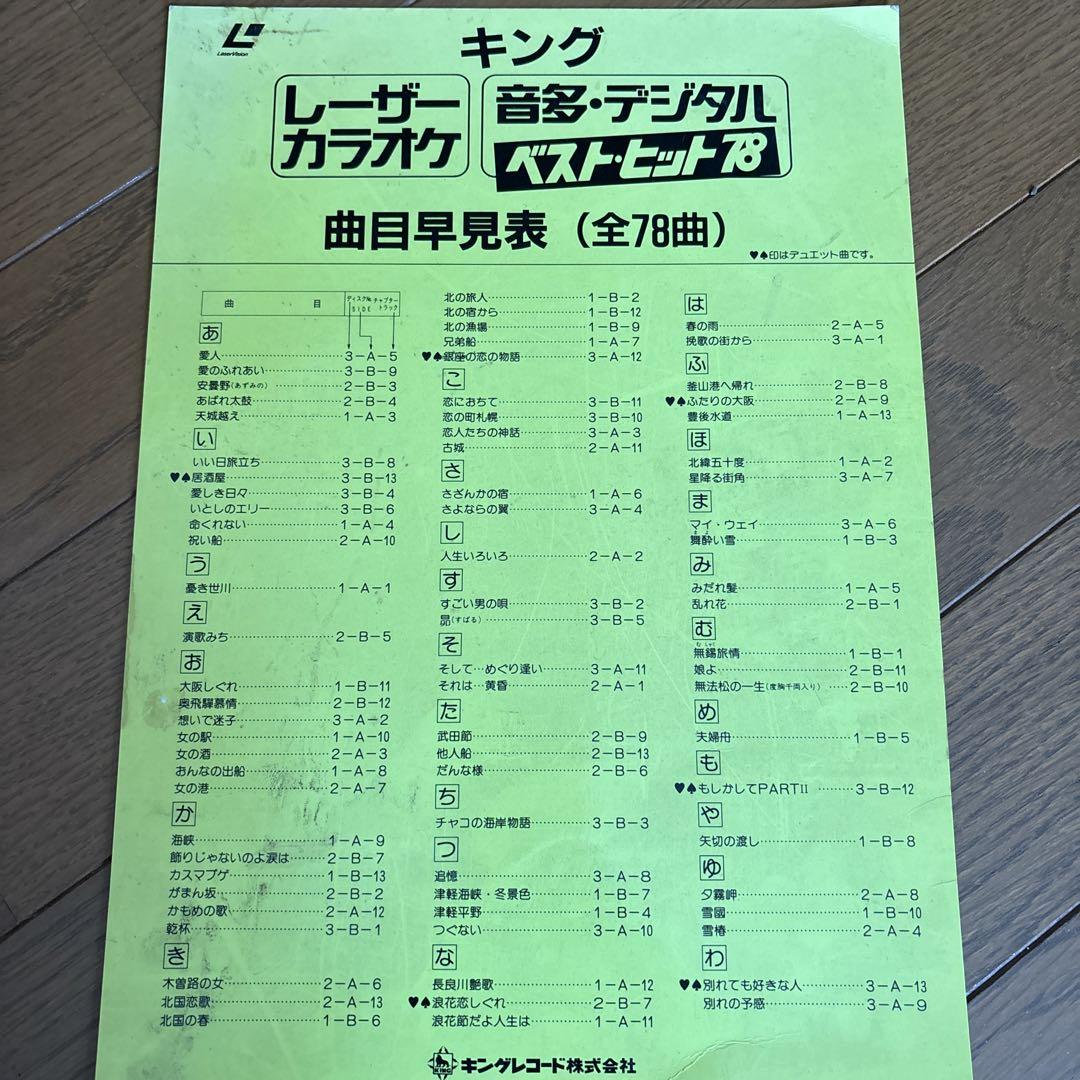 LaserVision
キング
レーザーカラオケ
音多・デジタル
ベスト・ヒット78
曲目早見表（全78曲）
♥♠印はデュエット曲です。
曲目 ディスク№ SIDE チャプタートラック
あ
愛人 3-A-5
愛のふれあい 3-B-9
安曇野(あずみの) 2-B-3
あばれ太鼓 2-B-4
天城越え 1-A-3
い
いい日旅立ち 3-B-8
♥♠居酒屋 3-B-13
愛しき日々 3-B-4
いとしのエリー 3-B-6
命くれない 1-A-4
祝い船 2-A-10
う
憂き世川 1-A-1
え
演歌みち 2-B-5
お
大阪しぐれ 1-B-11
奥飛騨慕情 2-B-12
想いで迷子 3-A-2
女の駅 1-A-10
女の酒 2-A-3
おんなの出船 1-A-8
女の港 2-A-7
か
海峡 1-A-9
飾りじゃないのよ涙は 2-B-7
カスマプゲ 1-B-13
がまん坂 2-B-2
かもめの歌 2-A-12
乾杯 3-B-1
き
木曽路の女 2-A-6
北国恋歌 2-A-13
北国の春 1-B-6
北の旅人 1-B-2
北の宿から 1-B-12
北の漁場 1-B-9
兄弟船 1-A-7
♥♠銀座の恋の物語 3-A-12
こ
恋におちて 3-B-11
恋の町札幌 3-B-10
恋人たちの神話 3-A-3
古城 2-A-11
さ
さざんかの宿 1-A-6
さよならの翼 3-A-4
し
人生いろいろ 2-A-2
す
すごい男の唄 3-B-2
昴(すばる) 3-B-5
そ
そして…めぐり逢い 3-A-11
それは…黄昏 2-A-1
た
武田節 2-B-9
他人船 2-B-13
だんな様 2-B-6
ち
チャコの海岸物語 3-B-3
つ
追憶 3-A-8
津軽海峡・冬景色 1-B-7
津軽平野 1-B-4
つぐない 3-A-10
な
長良川艶歌 1-A-12
♥♠浪花恋しぐれ 2-B-7
浪花節だよ人生は 1-A-11
は
春の雨 2-A-5
挽歌の街から 3-A-1
ふ
釜山港へ帰れ 2-B-8
♥♠ふたりの大阪 2-A-9
豊後水道 1-A-13
ほ
北緯五十度 1-A-2
星降る街角 3-A-7
ま
マイ・ウェイ 3-A-6
舞酔い雪 1-B-3
み
みだれ髪 1-A-5
乱れ花 2-B-1
む
無錫旅情 1-B-1
娘よ 2-B-11
無法松の一生(度胸千両入り) 2-B-10
め
夫婦舟 1-B-5
も
♥♠もしかしてPARTII 3-B-12
や
矢切の渡し 1-B-8
ゆ
夕霧岬 2-A-8
雪國 1-B-10
雪椿 2-A-4
わ
♥♠別れても好きな人 3-A-13
別れの予感 3-A-9
キングレコード株式会社